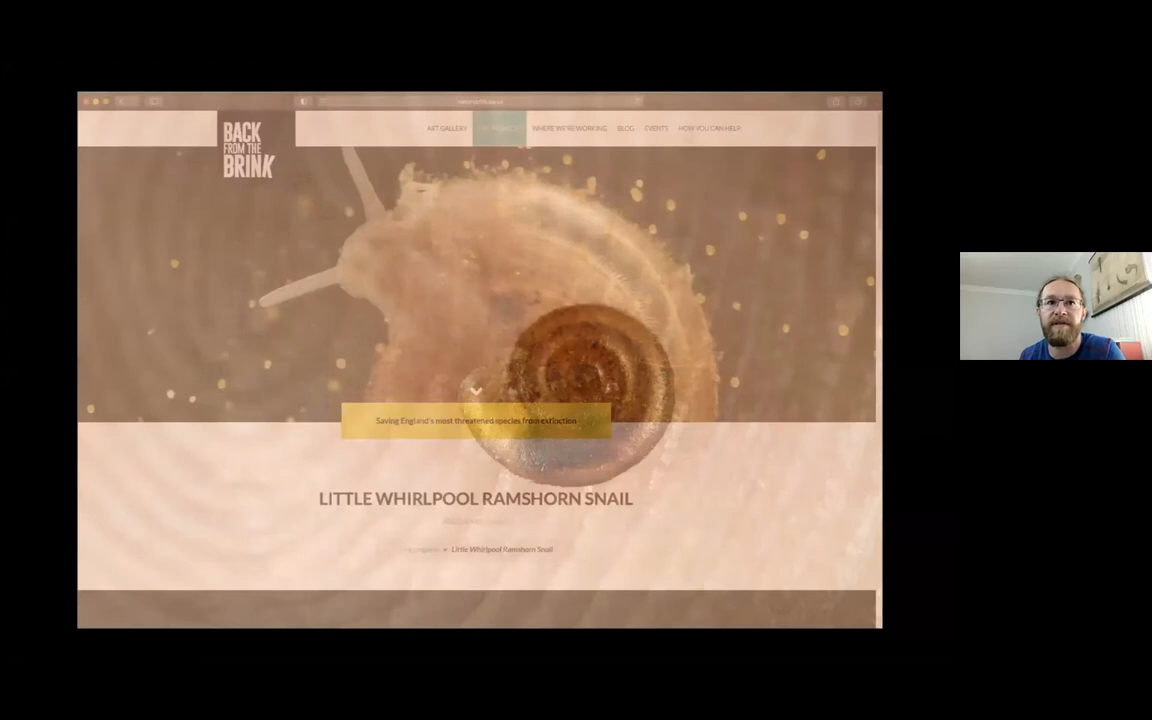 BACK
FROM THE
BRINK
ART GALLERY
WHERE WE'RE WORKING
BLOG
EVENTS
HOW YOU CAN HELP
Saving England's most threatened species from extinction
LITTLE WHIRLPOOL RAMSHORN SNAIL
> Little Whirlpool Ramshorn Snail